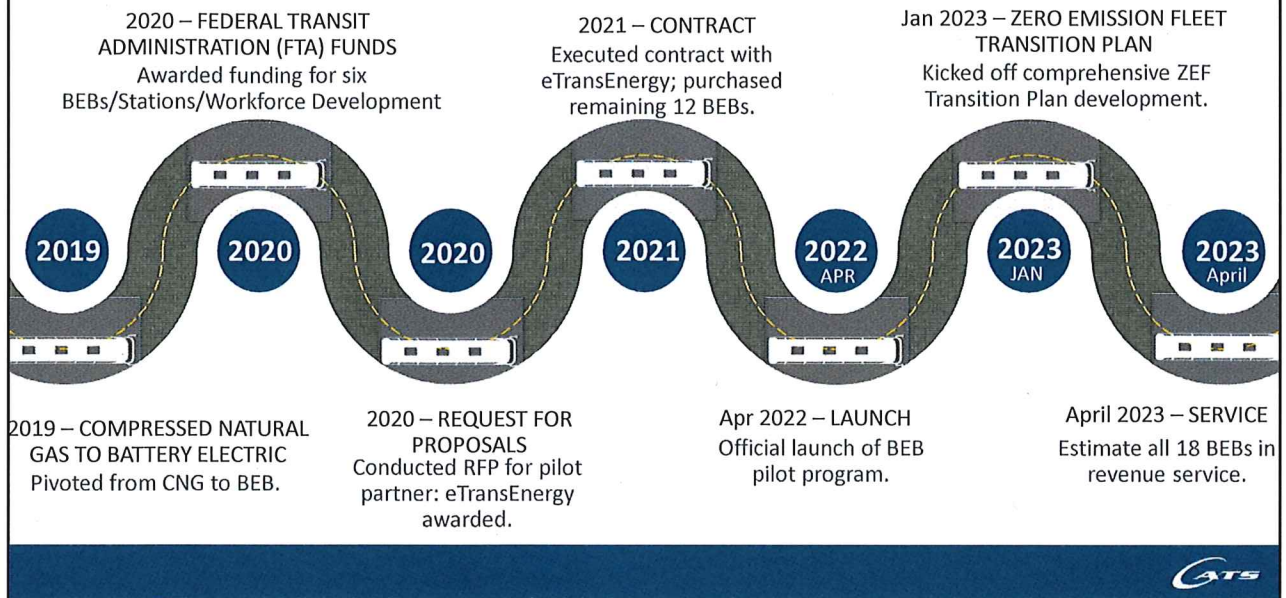 2020 – FEDERAL TRANSIT
ADMINISTRATION (FTA) FUNDS
Awarded funding for six
BEBs/Stations/Workforce Development
2021 – CONTRACT
Executed contract with
eTransEnergy; purchased
remaining 12 BEBs.
Jan 2023 – ZERO EMISSION FLEET
TRANSITION PLAN
Kicked off comprehensive ZEF
Transition Plan development.
2019
2020
2020
2021
2022
APR
2023
JAN
2023
April
2019 – COMPRESSED NATURAL
GAS TO BATTERY ELECTRIC
Pivoted from CNG to BEB.
2020 – REQUEST FOR
PROPOSALS
Conducted RFP for pilot
partner: eTransEnergy
awarded.
Apr 2022 – LAUNCH
Official launch of BEB
pilot program.
April 2023 – SERVICE
Estimate all 18 BEBs in
revenue service.
CATS